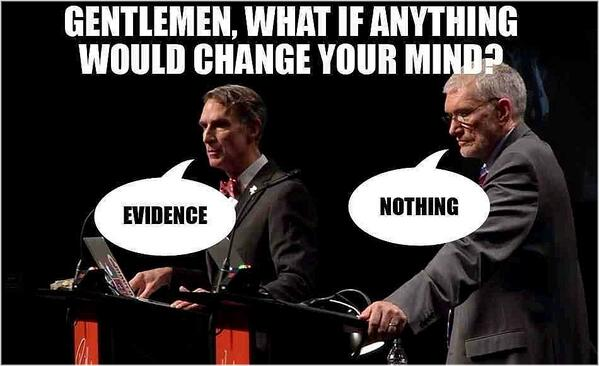 GENTLEMEN, WHAT IF ANYTHING
WOULD CHANGE YOUR MIND?
EVIDENCE
NOTHING